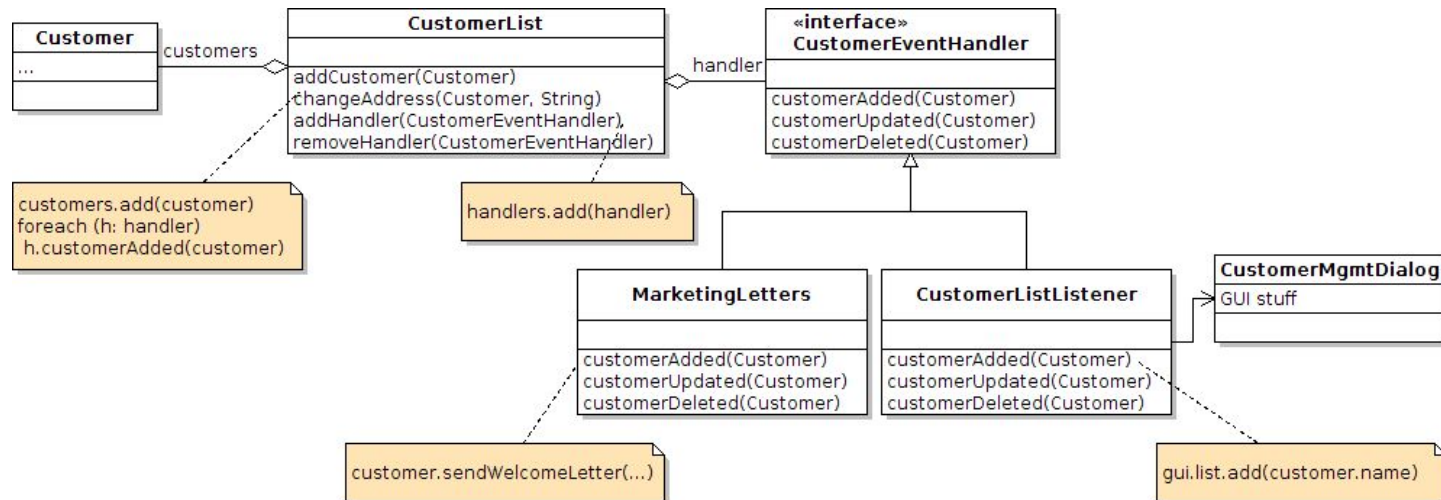 Customer
...
customers
CustomerList
addCustomer(Customer)
changeAddress(Customer, String)
addHandler(CustomerEventHandler)
removeHandler(CustomerEventHandler)
handler
«interface»
CustomerEventHandler
customerAdded(Customer)
customerUpdated(Customer)
customerDeleted(Customer)
customers.add(customer)
foreach (h: handler)
h.customerAdded(customer)
handlers.add(handler)
MarketingLetters
customerAdded(Customer)
customerUpdated(Customer)
customerDeleted(Customer)
CustomerListListener
customerAdded(Customer)
customerUpdated(Customer)
customerDeleted(Customer)
CustomerMgmtDialog
GUI stuff
customer.sendWelcomeLetter(...)
gui.list.add(customer.name)